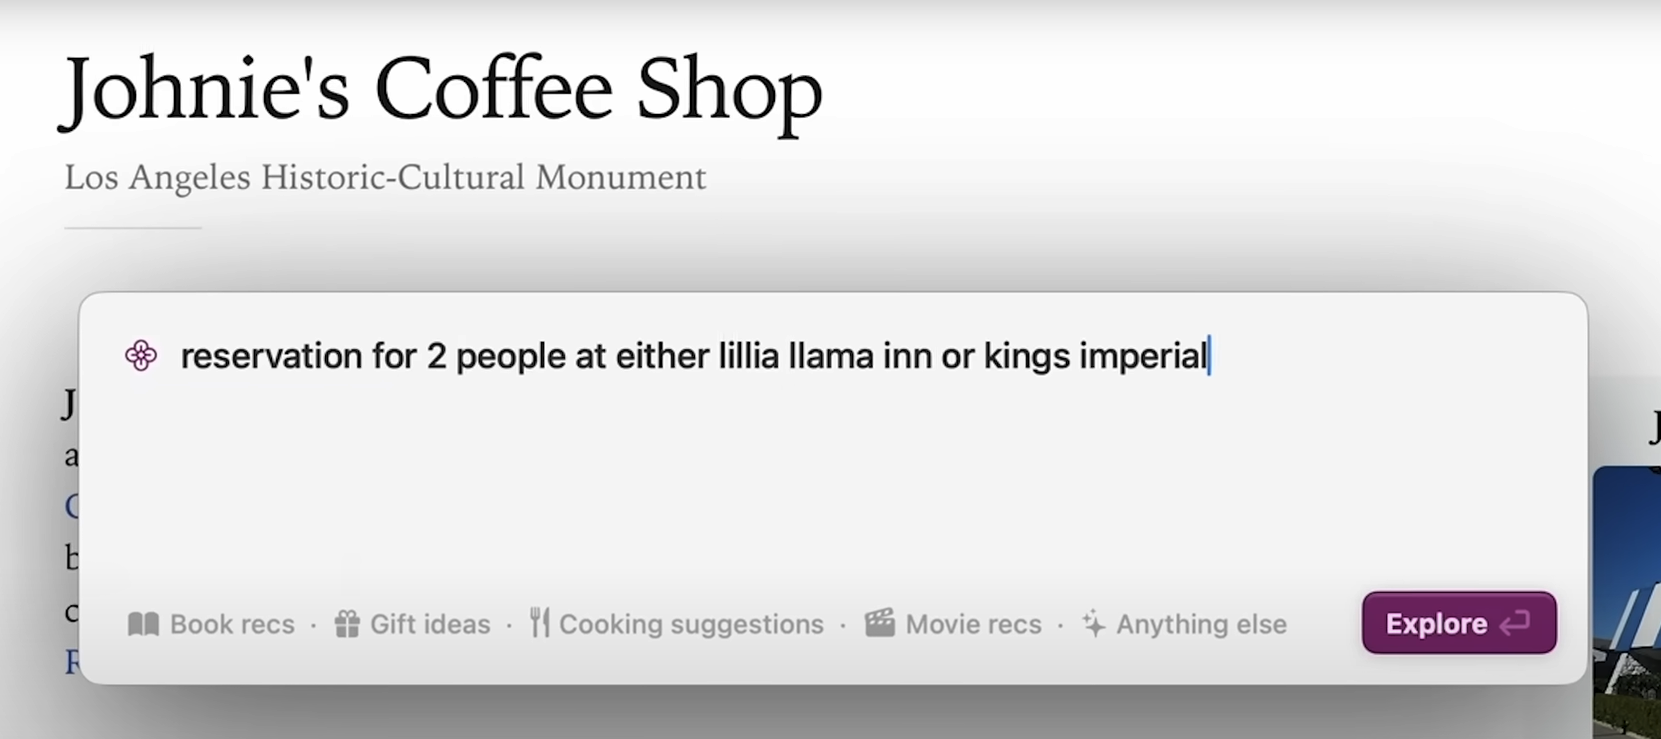 Johnie's Coffee Shop
Los Angeles Historic-Cultural Monument
reservation for 2 people at either lillia llama inn or kings imperial
Book recs · Gift ideas · Cooking suggestions · Movie recs · Anything else
Explore